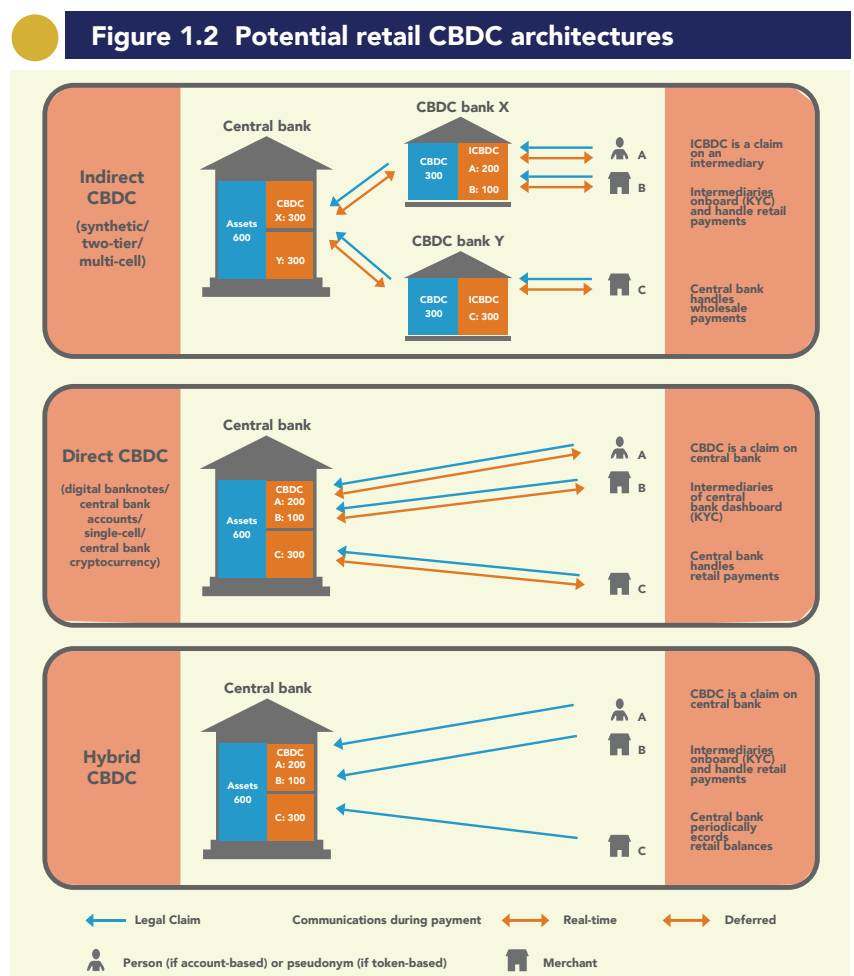 Figure 1.2 Potential retail CBDC architectures
Indirect
CBDC
(synthetic/
two-tier/
multi-cell)
Central bank
Assets
600
CBDC
X: 300
Y: 300
CBDC bank X
CBDC
300
ICBDC
A: 200
B: 100
CBDC bank Y
CBDC
300
ICBDC
C: 300
A
B
C
ICBDC is a claim
on an
intermediary
Intermediaries
onboard (KYC)
and handle retail
payments
Central bank
handles
wholesale
payments
Direct CBDC
(digital banknotes/
central bank
accounts/
single-cell/
central bank
cryptocurrency)
Central bank
Assets
600
CBDC
A: 200
B: 100
C: 300
A
B
C
CBDC is a claim on
central bank
Intermediaries
of central
bank dashboard
(KYC)
Central bank
handles
retail payments
Hybrid
CBDC
Central bank
Assets
600
CBDC
A: 200
B: 100
C: 300
A
B
C
CBDC is a claim on
central bank
Intermediaries
onboard (KYC)
and handle retail
payments
Central bank
periodically
ecords
retail balances
Legal Claim
Communications during payment
Real-time
Deferred
Person (if account-based) or pseudonym (if token-based)
Merchant